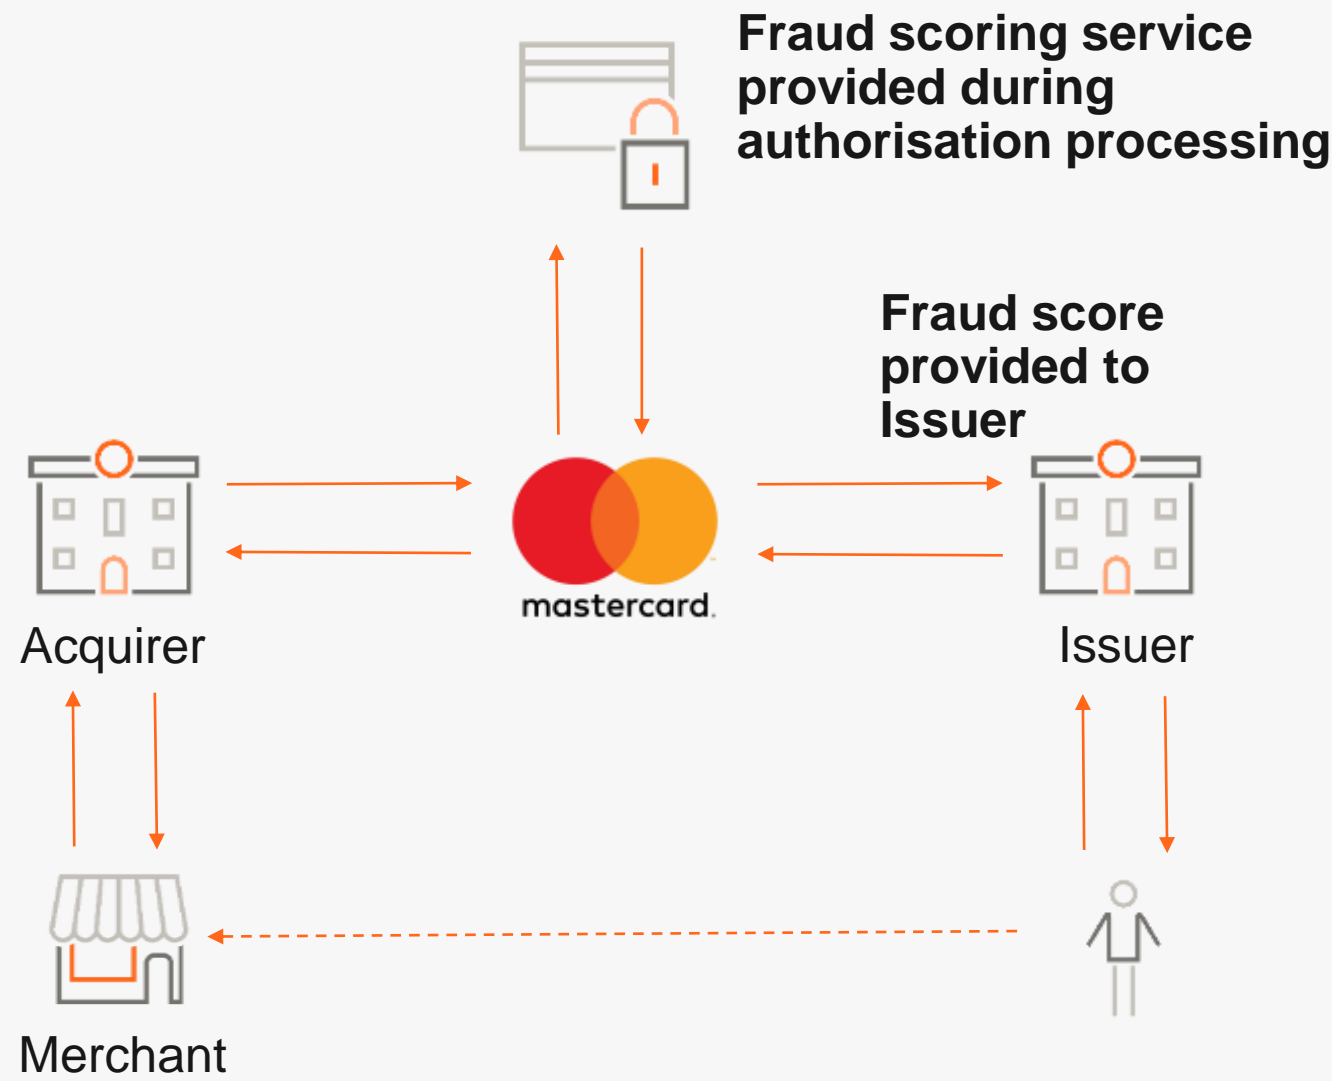 Fraud scoring service
provided during
authorisation processing
Fraud score
provided to
Issuer
mastercard.
Acquirer
Issuer
Merchant